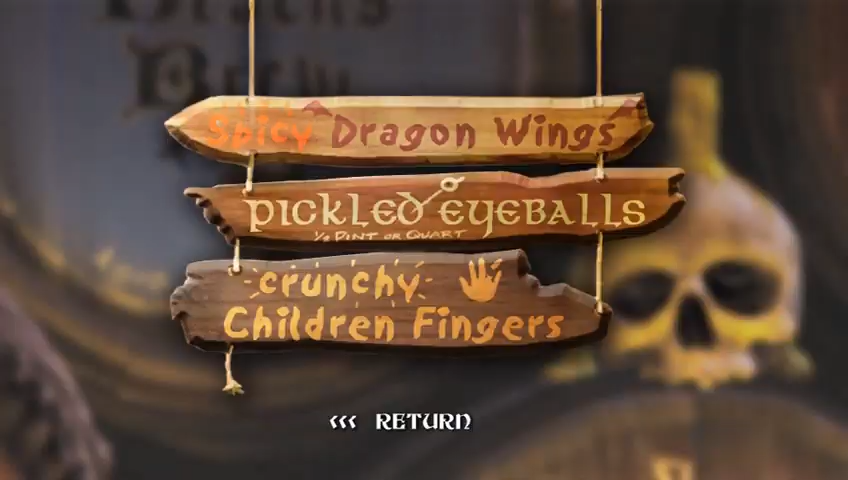 Spicy Dragon Wings
pickled eyeballs
½ Pint or Quart
crunchy
Children Fingers
‹‹‹ RETURN